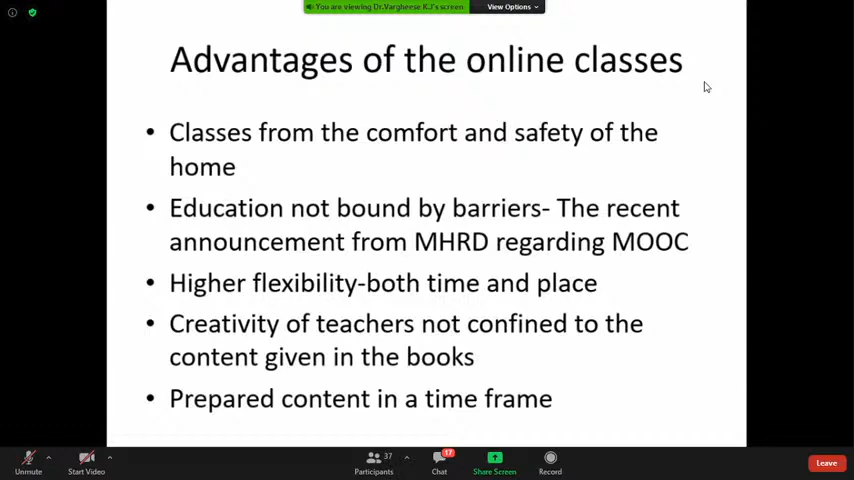 You are viewing Dr.Vargheese K.J's screen
View Options
Advantages of the online classes
• Classes from the comfort and safety of the
home
• Education not bound by barriers- The recent
announcement from MHRD regarding MOOC
• Higher flexibility-both time and place
• Creativity of teachers not confined to the
content given in the books
• Prepared content in a time frame
Unmute
Start Video
37
Participants
17
Chat
Share Screen
Record
Leave